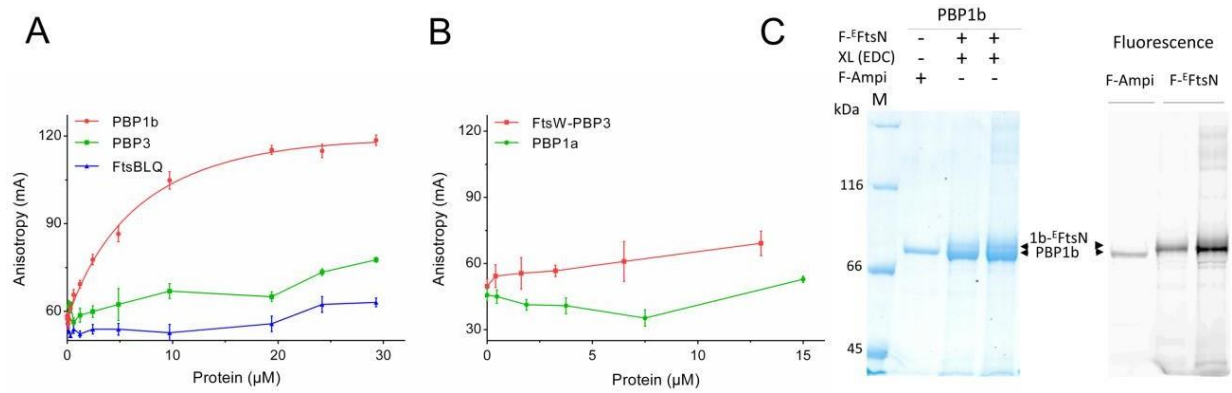 A
Anisotropy (mA)
120
90
60
0
10
20
30
Protein (µM)
PBP1b
PBP3
FtsBLQ
B
Anisotropy (mA)
120
90
60
30
0
5
10
15
Protein (µM)
FtsW-PBP3
PBP1a
C
PBP1b
F-ᴱFtsN - + +
XL (EDC) - + +
F-Ampi + - -
kDa M
116
66
45
1b-ᴱFtsN
PBP1b
Fluorescence
F-Ampi F-ᴱFtsN